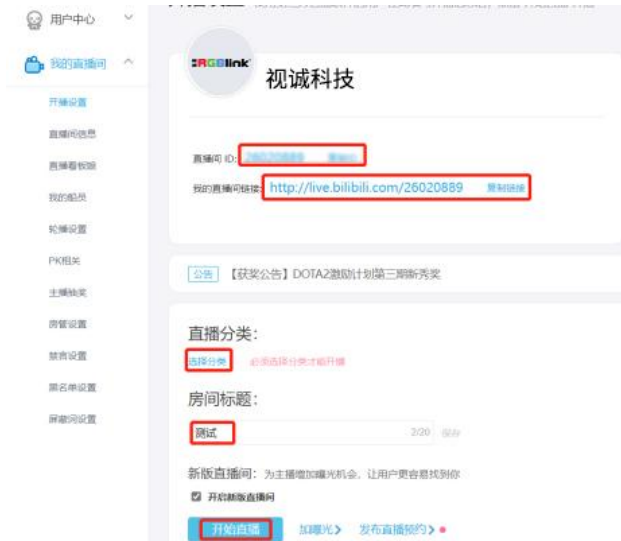 用户中心
我的直播间
开播设置
直播间信息
直播看板娘
我的船员
轮播设置
PK相关
主播抽奖
房管设置
禁言设置
黑名单设置
屏蔽词设置
RGBlink
视诚科技
直播间 ID: 26020889
我的直播间链接: http://live.bilibili.com/26020889 复制链接
公告 【获奖公告】DOTA2激励计划第三期新秀奖
直播分类：
选择分类 必须选择分类才能开播
房间标题：
测试 2/20 保存
新版直播间：为主播增加曝光机会，让用户更容易找到你
开启新版直播间
开始直播 加曝光 发布直播预约